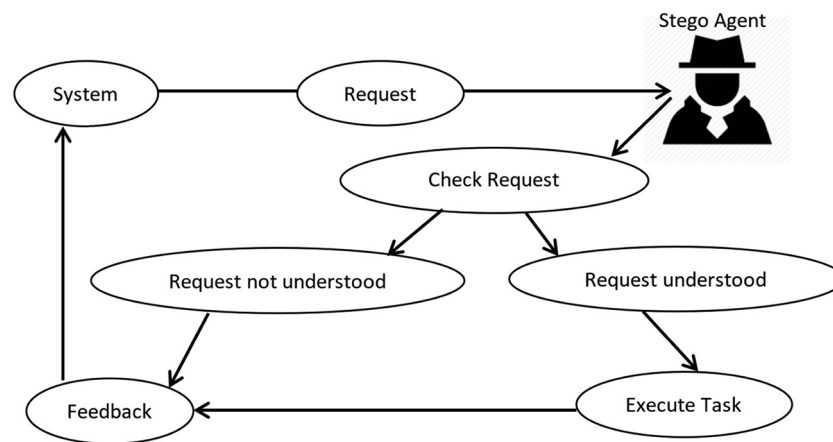 Stego Agent
System
Request
Check Request
Request not understood
Request understood
Feedback
Execute Task